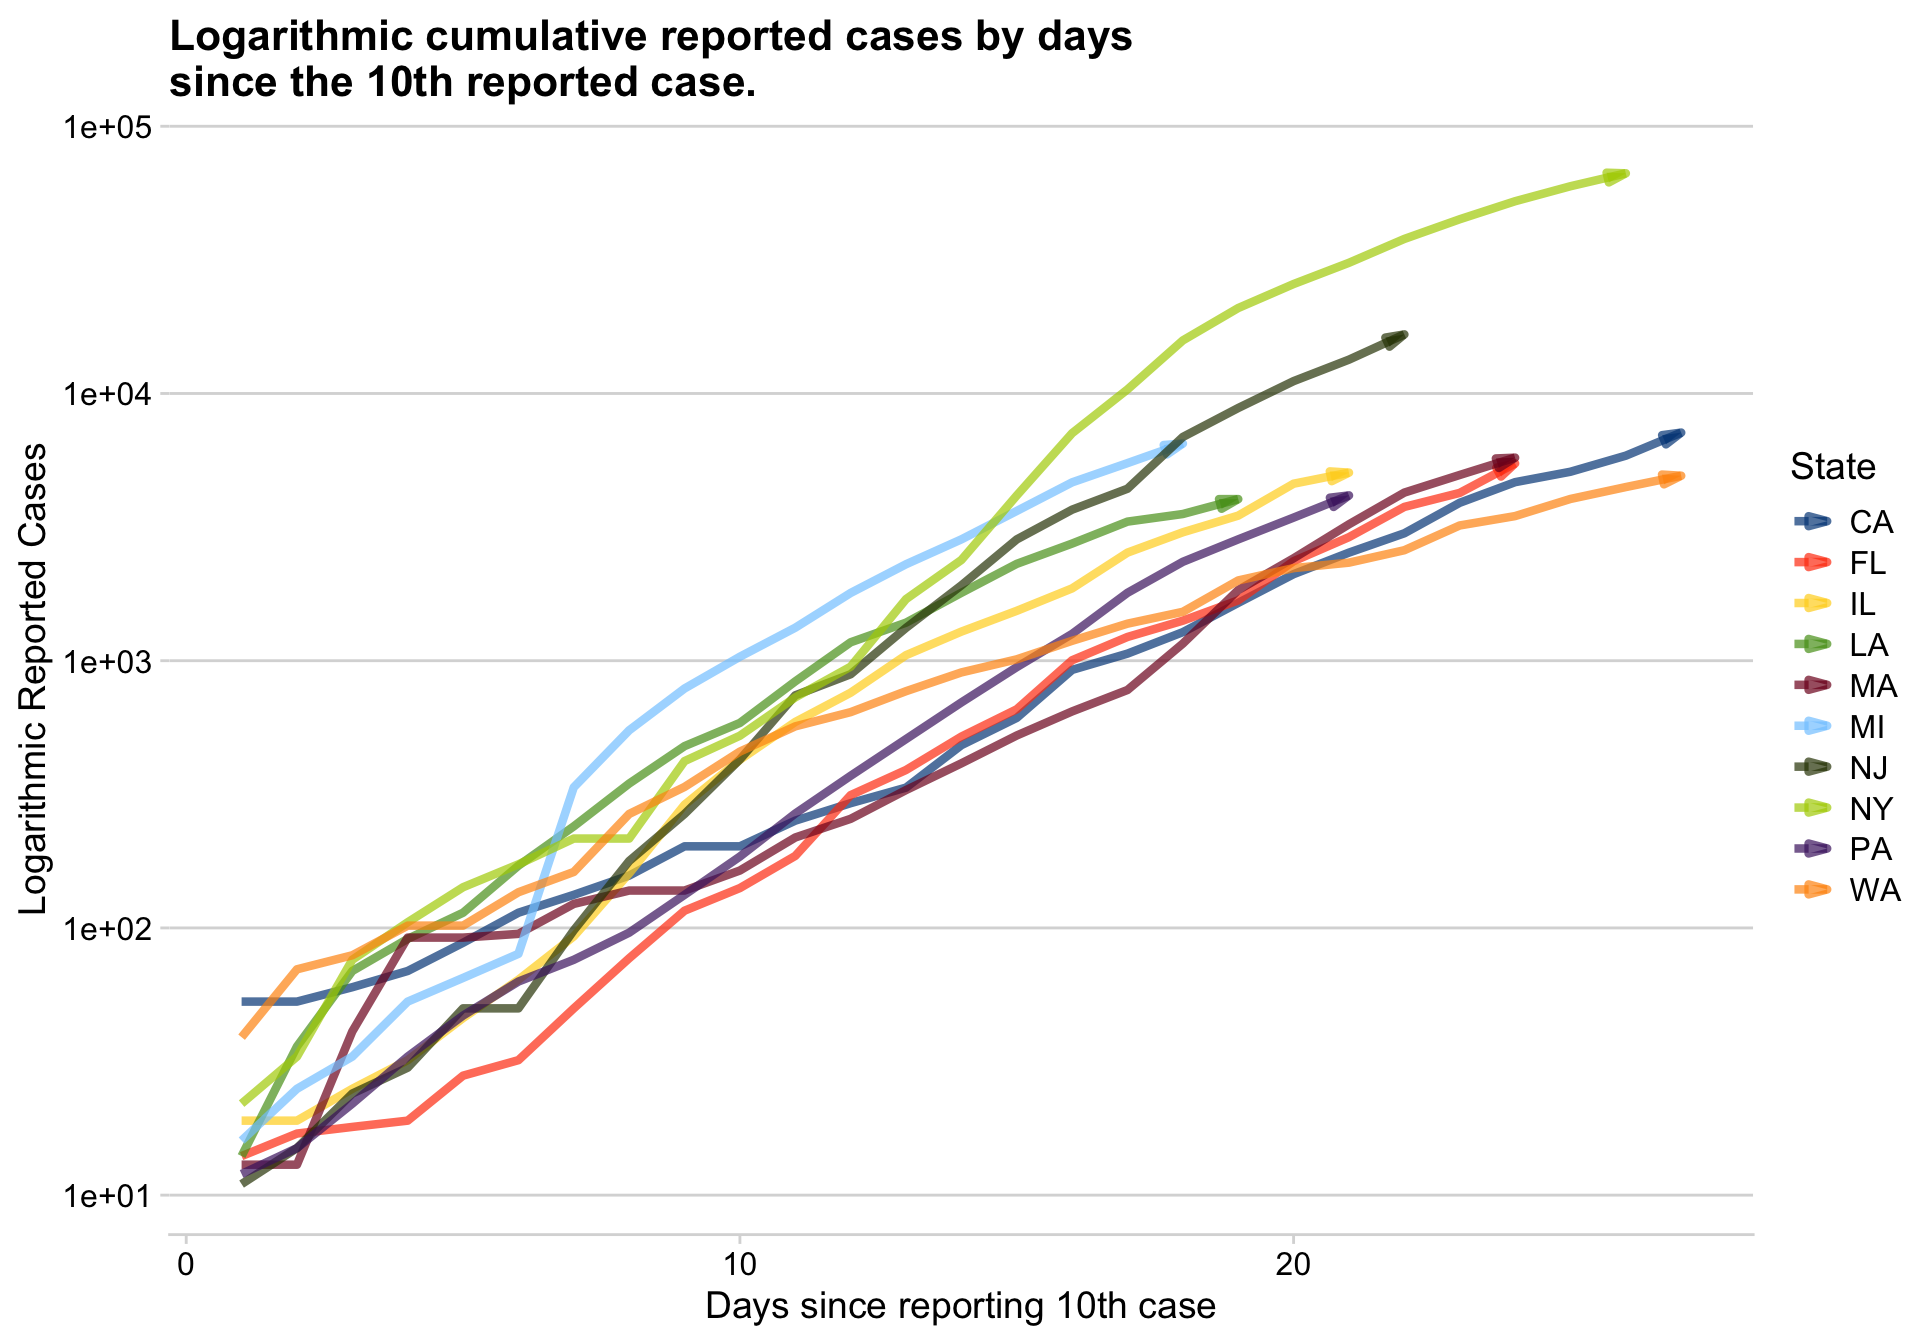 Logarithmic cumulative reported cases by days
since the 10th reported case.
1e+05
1e+04
1e+03
1e+02
1e+01
Logarithmic Reported Cases
0
10
20
Days since reporting 10th case
State
CA
FL
IL
LA
MA
MI
NJ
NY
PA
WA